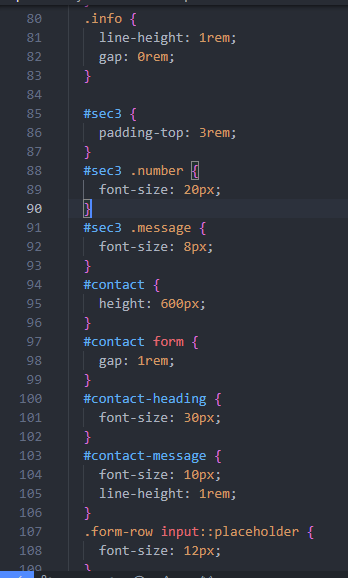 80 .info {
81 line-height: 1rem;
82 gap: 0rem;
83 }
84
85 #sec3 {
86 padding-top: 3rem;
87 }
88 #sec3 .number {
89 font-size: 20px;
90 }
91 #sec3 .message {
92 font-size: 8px;
93 }
94 #contact {
95 height: 600px;
96 }
97 #contact form {
98 gap: 1rem;
99 }
100 #contact-heading {
101 font-size: 30px;
102 }
103 #contact-message {
104 font-size: 10px;
105 line-height: 1rem;
106 }
107 .form-row input::placeholder {
108 font-size: 12px;
109 }